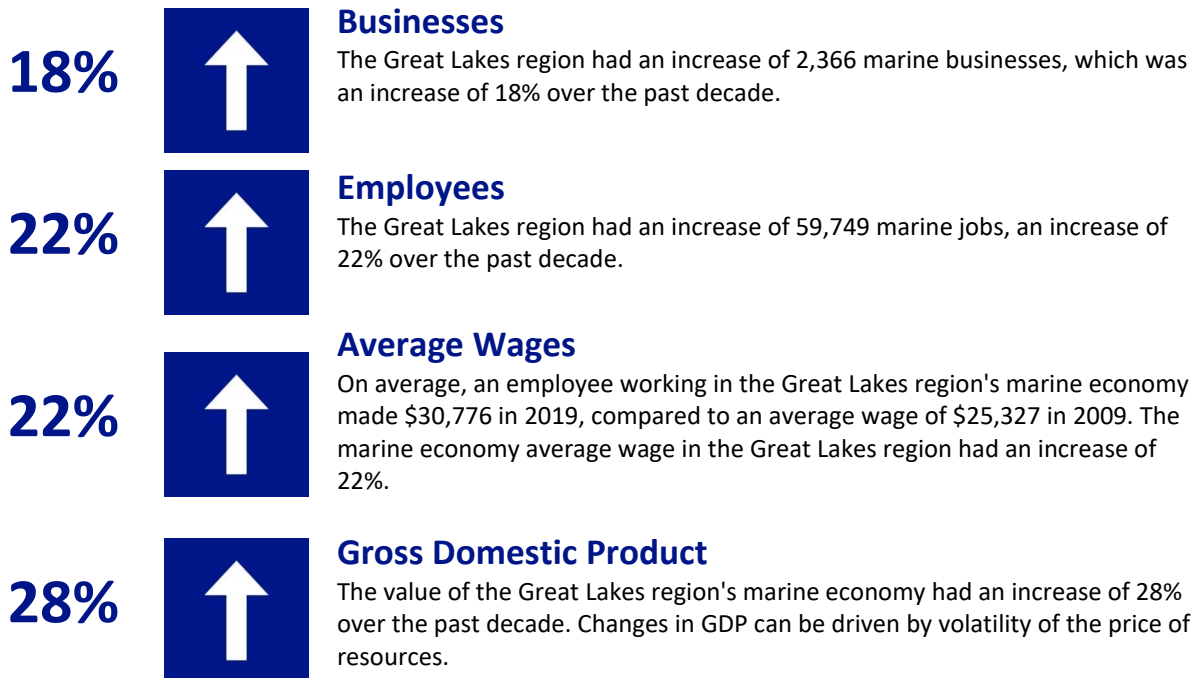 18%
Businesses
The Great Lakes region had an increase of 2,366 marine businesses, which was
an increase of 18% over the past decade.
22%
Employees
The Great Lakes region had an increase of 59,749 marine jobs, an increase of
22% over the past decade.
22%
Average Wages
On average, an employee working in the Great Lakes region's marine economy
made $30,776 in 2019, compared to an average wage of $25,327 in 2009. The
marine economy average wage in the Great Lakes region had an increase of
22%.
28%
Gross Domestic Product
The value of the Great Lakes region's marine economy had an increase of 28%
over the past decade. Changes in GDP can be driven by volatility of the price of
resources.